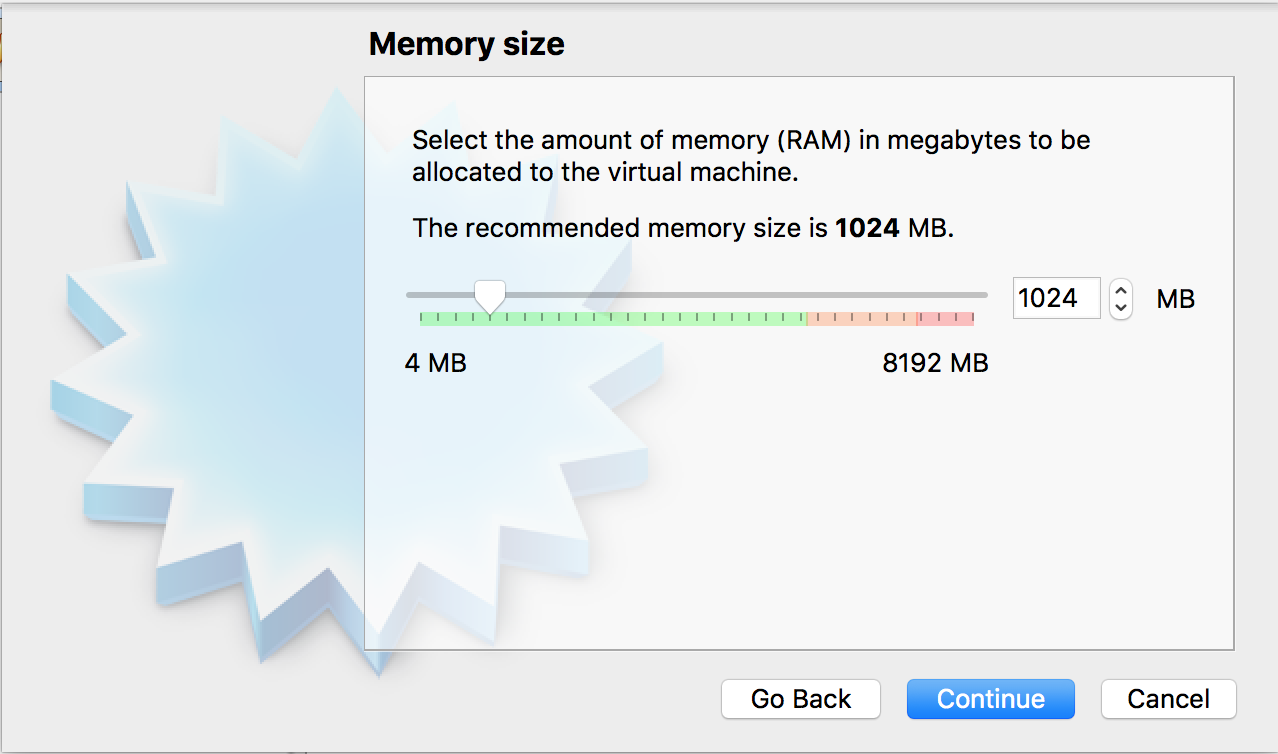 Memory size
Select the amount of memory (RAM) in megabytes to be
allocated to the virtual machine.
The recommended memory size is 1024 MB.
1024 MB
4 MB 8192 MB
Go Back Continue Cancel